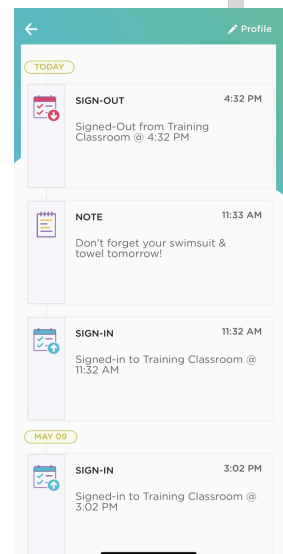 Profile
TODAY
SIGN-OUT 4:32 PM
Signed-Out from Training
Classroom @ 4:32 PM
NOTE 11:33 AM
Don't forget your swimsuit &
towel tomorrow!
SIGN-IN 11:32 AM
Signed-in to Training Classroom @
11:32 AM
MAY 09
SIGN-IN 3:02 PM
Signed-in to Training Classroom @
3:02 PM